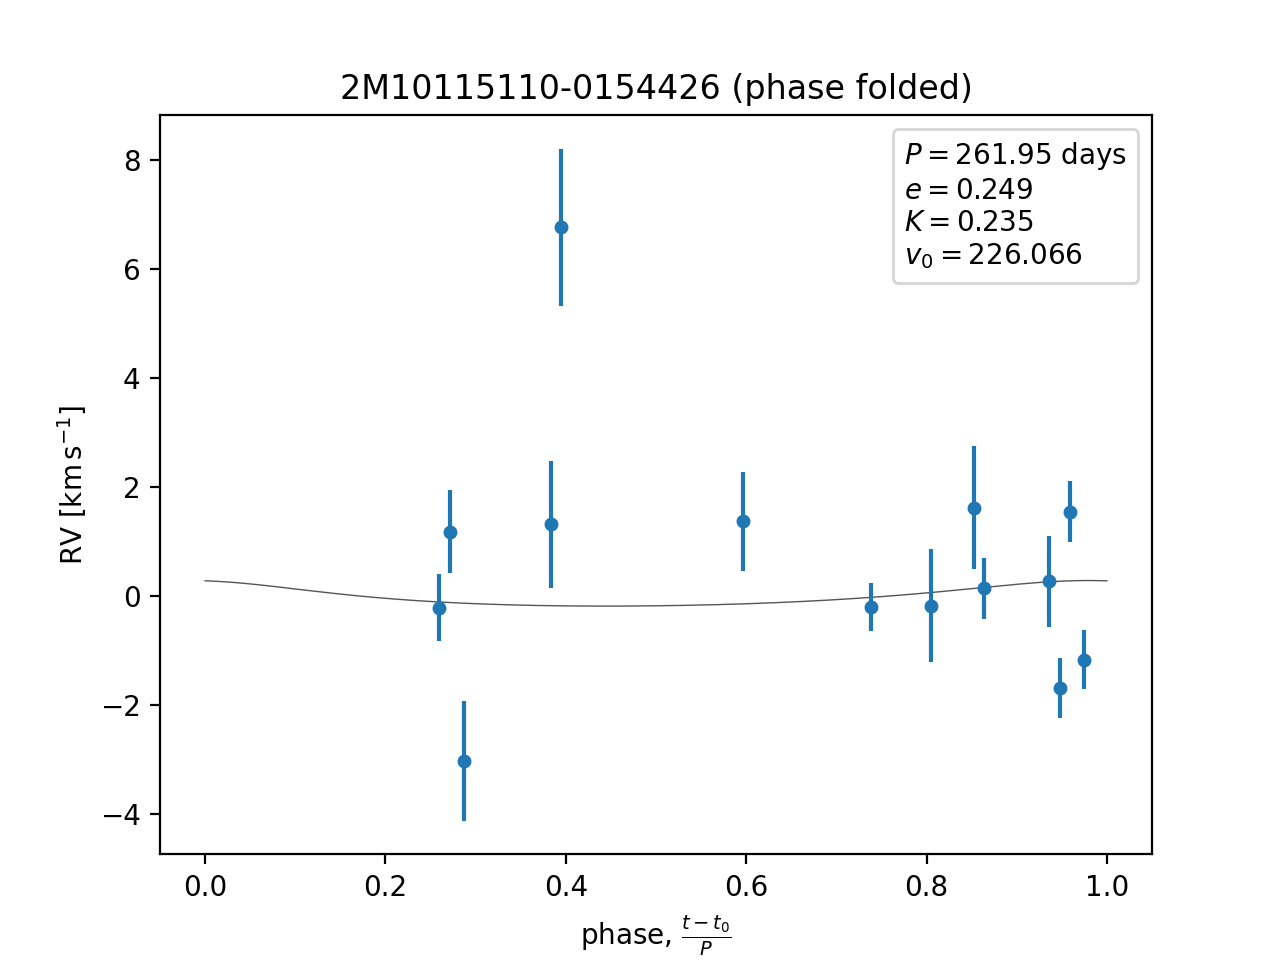 2M10115110-0154426 (phase folded)
P = 261.95 days
e = 0.249
K = 0.235
v₀ = 226.066
8
6
4
2
0
−2
−4
RV [km s⁻¹]
0.0 0.2 0.4 0.6 0.8 1.0
phase, (t − t₀)/P